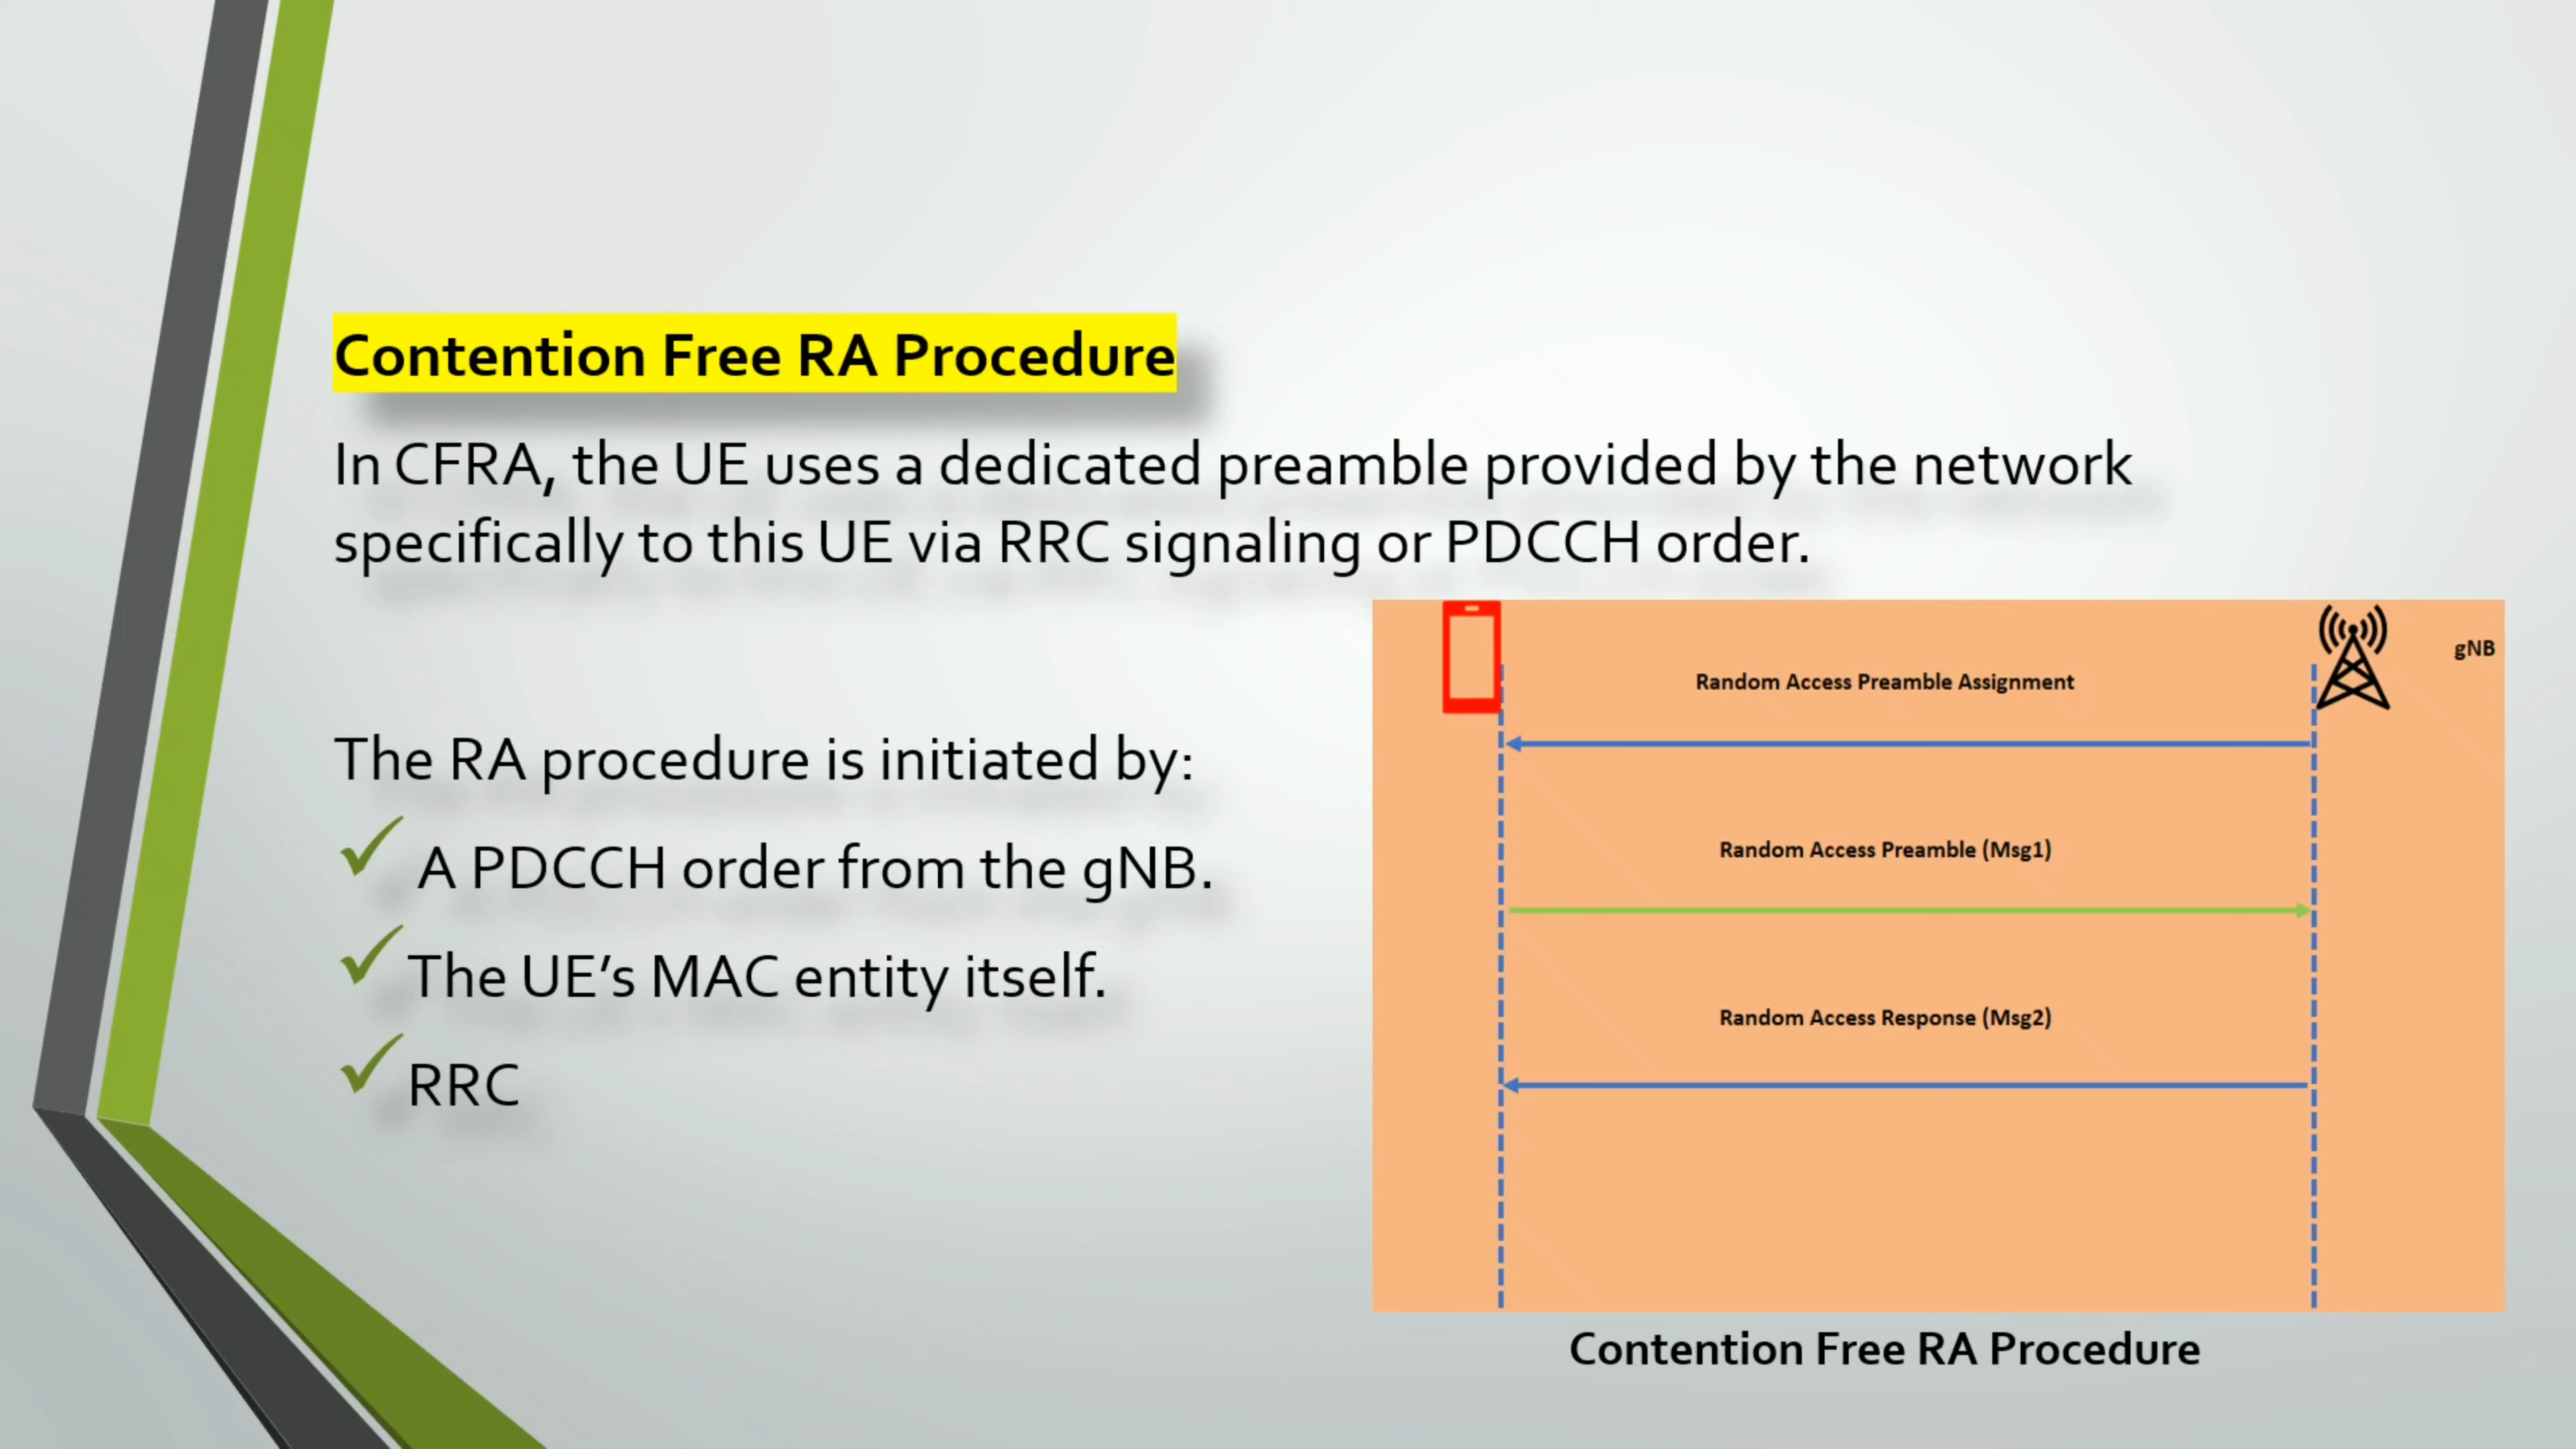 Contention Free RA Procedure
In CFRA, the UE uses a dedicated preamble provided by the network
specifically to this UE via RRC signaling or PDCCH order.
The RA procedure is initiated by:
A PDCCH order from the gNB.
The UE’s MAC entity itself.
RRC
gNB
Random Access Preamble Assignment
Random Access Preamble (Msg1)
Random Access Response (Msg2)
Contention Free RA Procedure